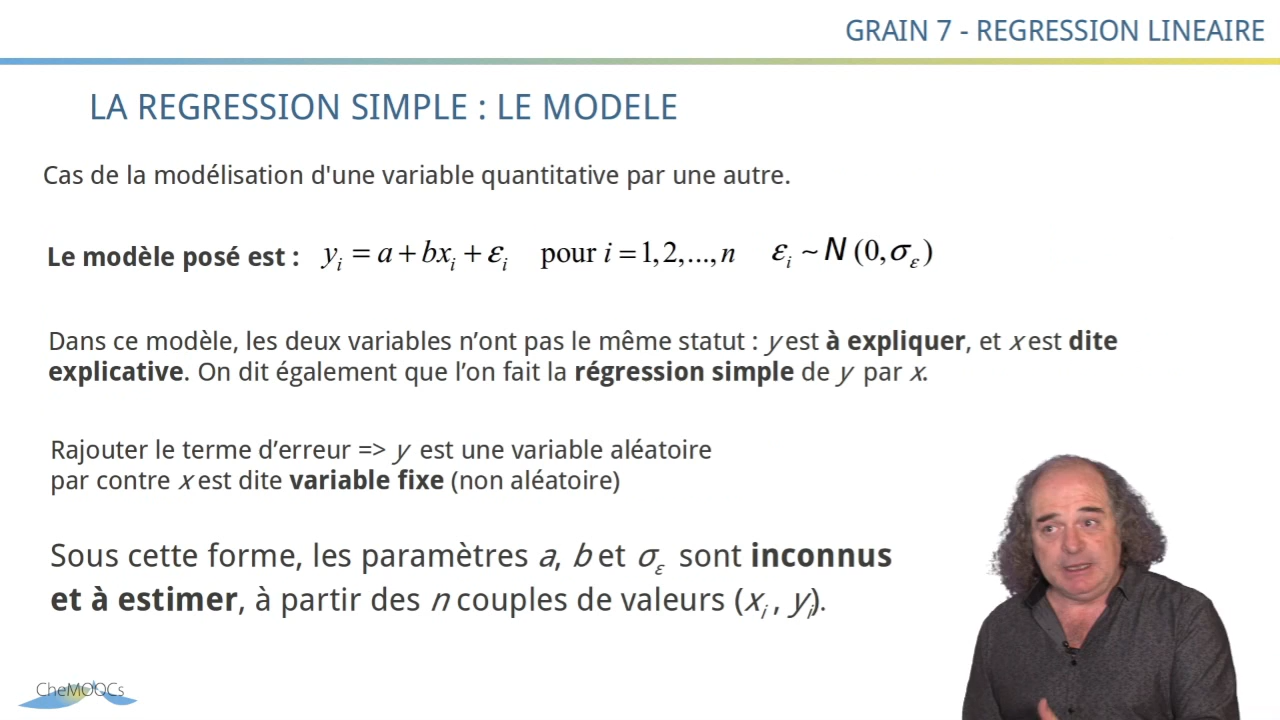 GRAIN 7 - REGRESSION LINEAIRE
LA REGRESSION SIMPLE : LE MODELE
Cas de la modélisation d'une variable quantitative par une autre.
Le modèle posé est : yᵢ = a + bxᵢ + εᵢ pour i = 1,2,...,n εᵢ ~ N (0,σ_ε)
Dans ce modèle, les deux variables n’ont pas le même statut : y est à expliquer, et x est dite
explicative. On dit également que l’on fait la régression simple de y par x.
Rajouter le terme d’erreur => y est une variable aléatoire
par contre x est dite variable fixe (non aléatoire)
Sous cette forme, les paramètres a, b et σ_ε sont inconnus
et à estimer, à partir des n couples de valeurs (xᵢ , yᵢ).
CheMOOCs